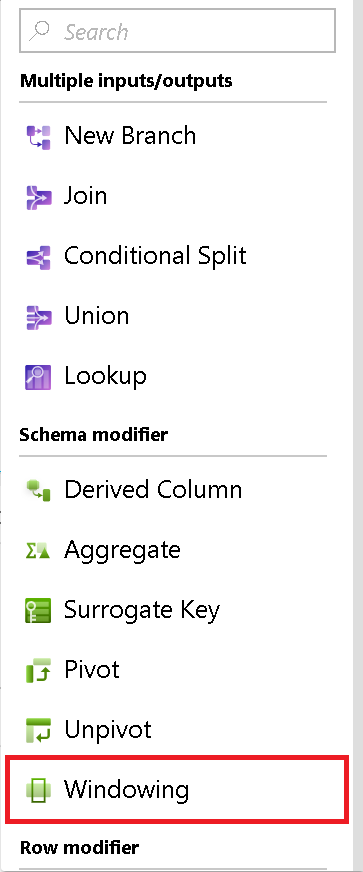 Search
Multiple inputs/outputs
New Branch
Join
Conditional Split
Union
Lookup
Schema modifier
Derived Column
Aggregate
Surrogate Key
Pivot
Unpivot
Windowing
Row modifier